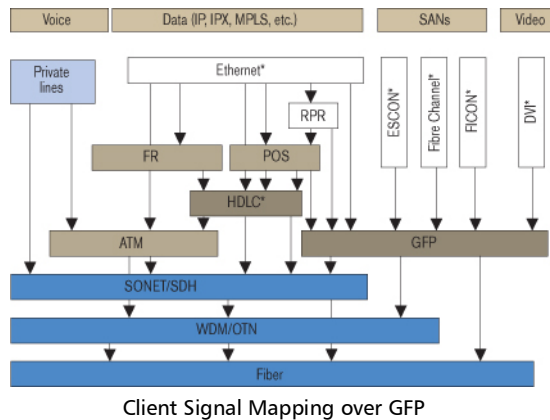 Voice
Data (IP, IPX, MPLS, etc.)
SANs
Video
Private
lines
Ethernet*
RPR
ESCON*
Fibre Channel*
FICON*
DVI*
FR
POS
HDLC*
ATM
GFP
SONET/SDH
WDM/OTN
Fiber
Client Signal Mapping over GFP